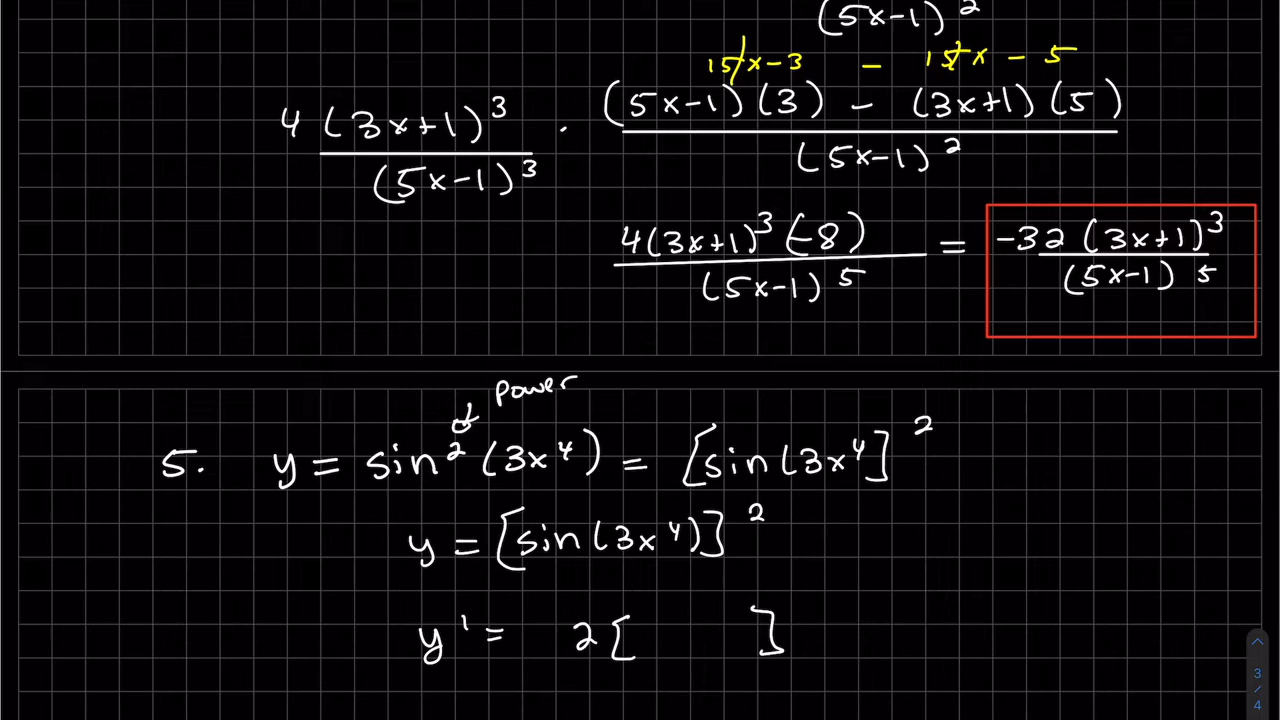 (5x-1)²
15x-3 - 15x - 5
4(3x+1)³/(5x-1)³ · ((5x-1)(3) - (3x+1)(5))/(5x-1)²
4(3x+1)³(-8)/(5x-1)⁵ = -32(3x+1)³/(5x-1)⁵
power
5. y = sin²(3x⁴) = [sin(3x⁴]²
y = [sin(3x⁴)]²
y' = 2[ ]
3
/
4